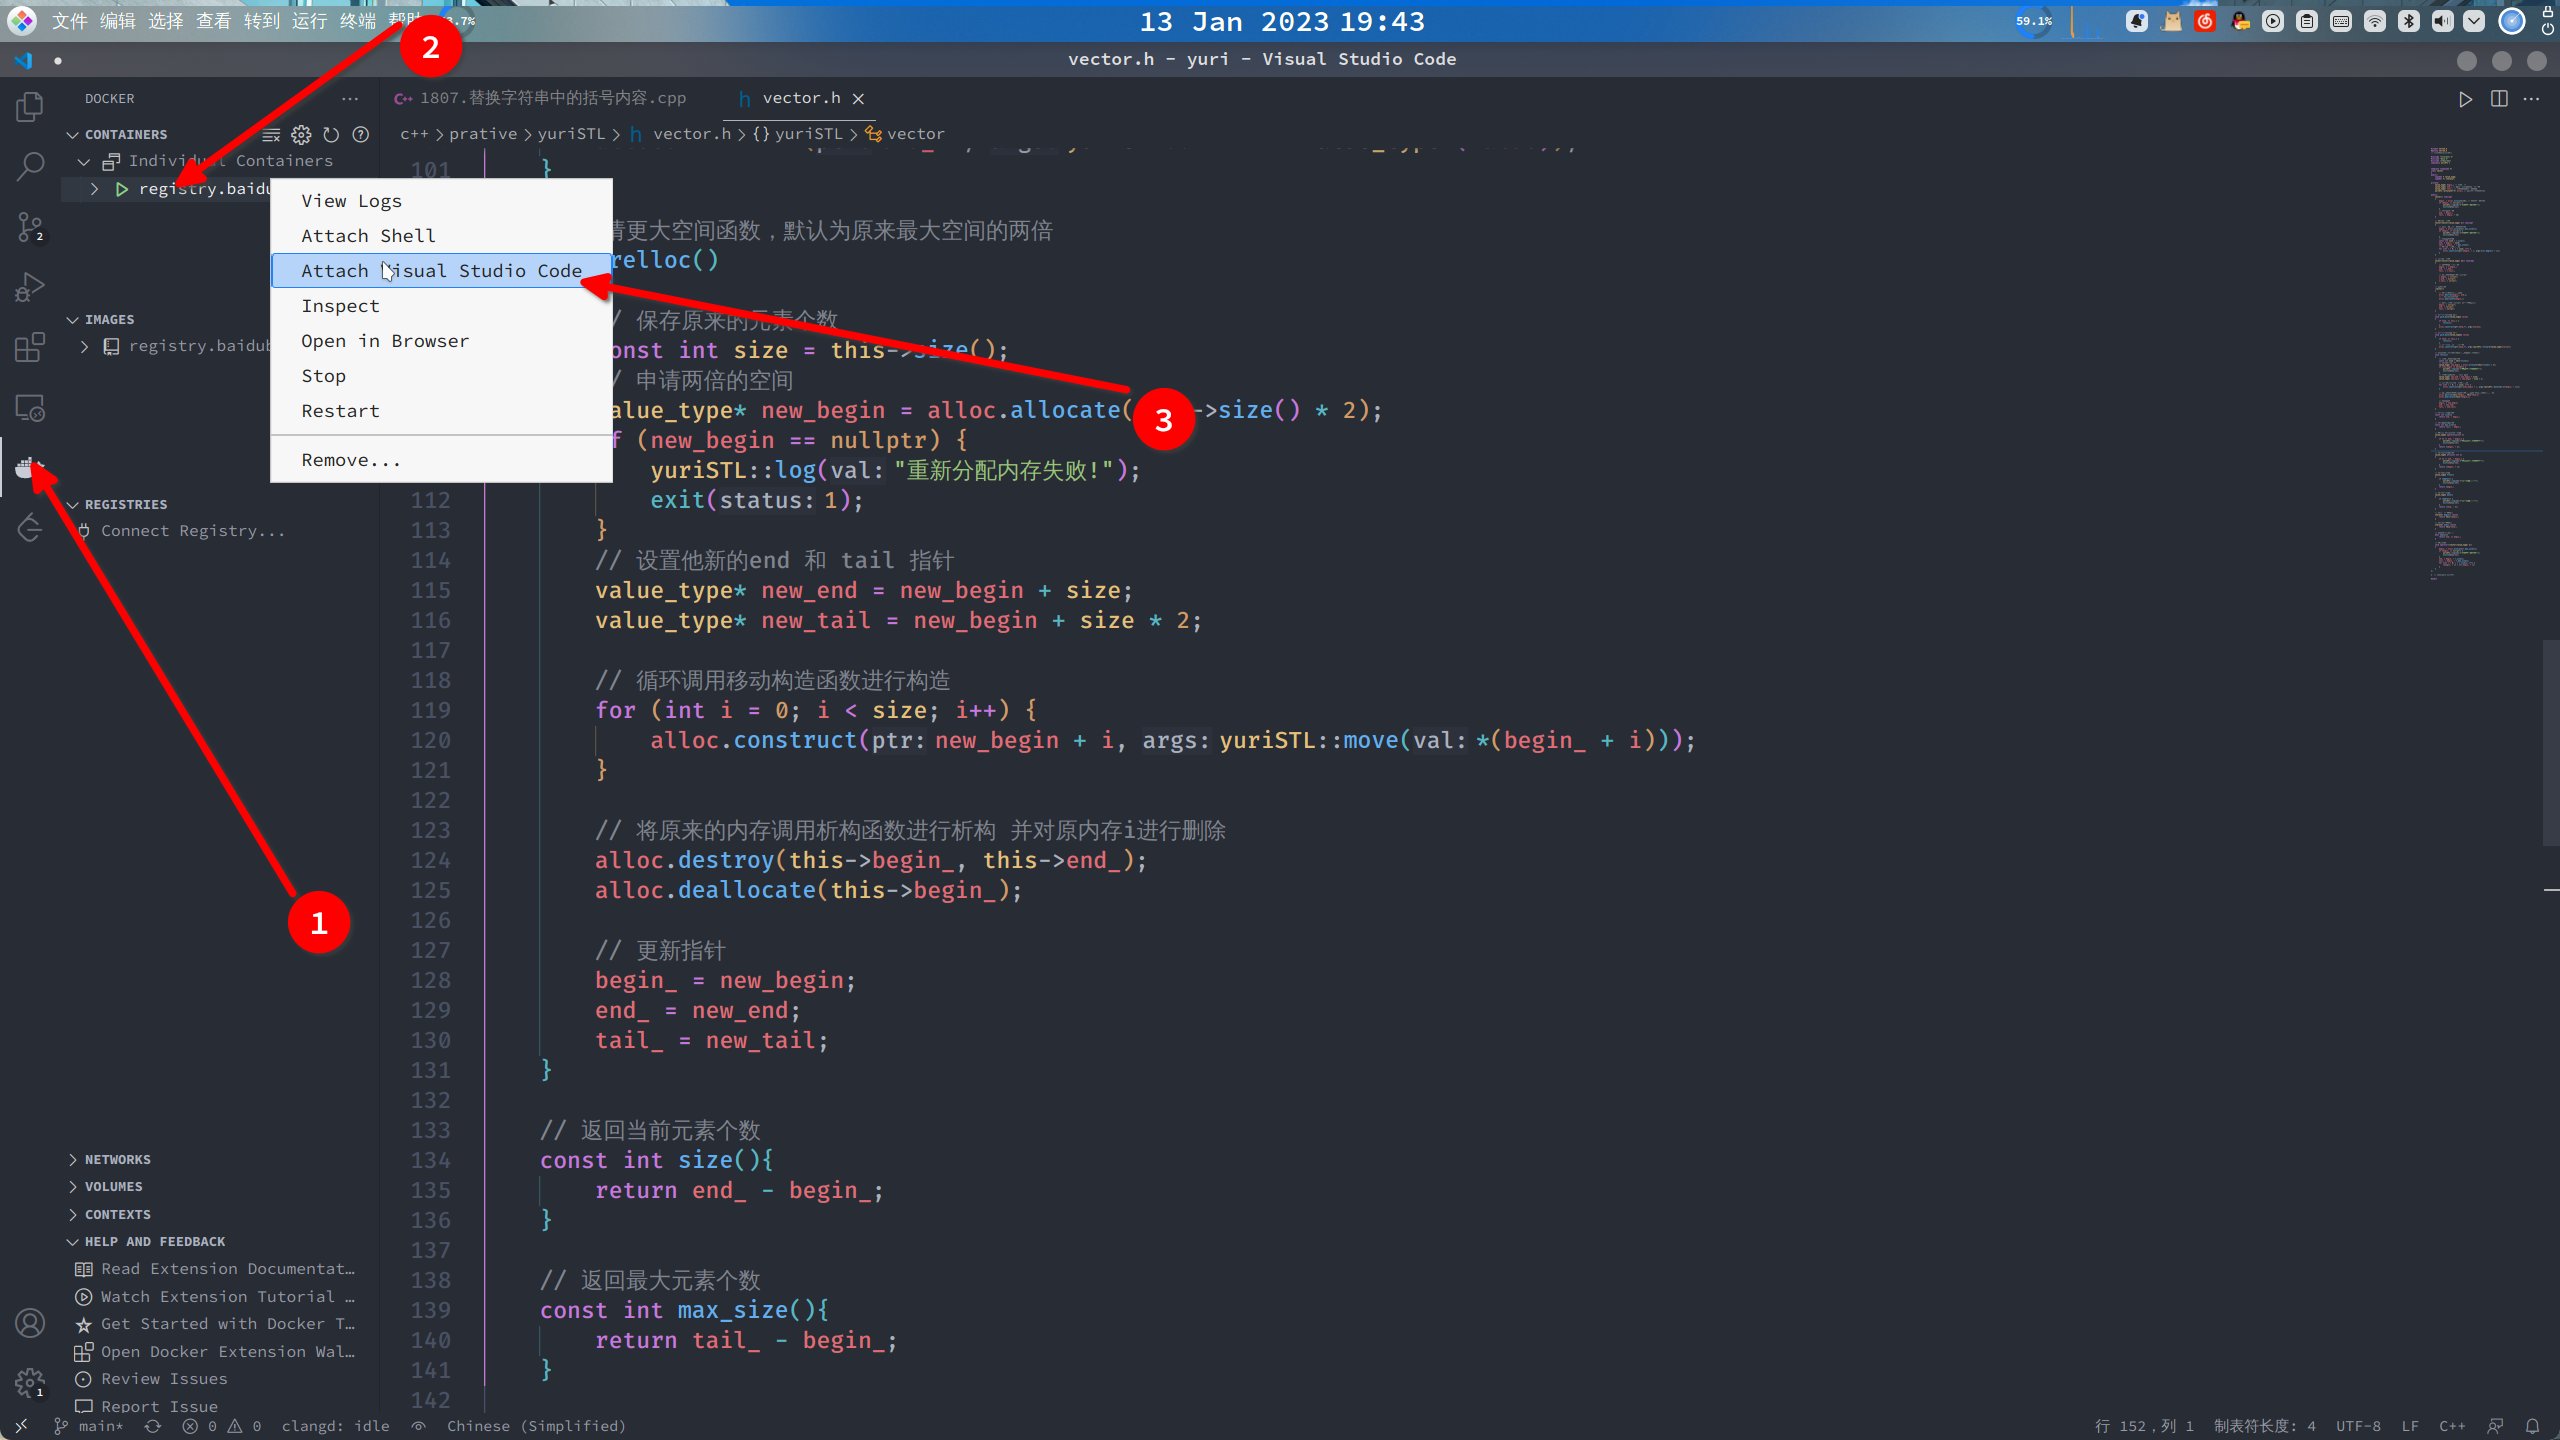 文件 编辑 选择 查看 转到 运行 终端
13 Jan 2023 19:43
59.1%
2
vector.h - yuri - Visual Studio Code
DOCKER
1807.替换字符串中的括号内容.cpp
vector.h
CONTAINERS
c++ > prative > yuriSTL > h vector.h > {} yuriSTL > vector
Individual Containers
registry.baidu
View Logs
Attach Shell
Attach Visual Studio Code
Inspect
Open in Browser
Stop
Restart
Remove...
IMAGES
registry.baidub
REGISTRIES
Connect Registry...
1
3
101 }
请更大空间函数，默认为原来最大空间的两倍
relloc()
/ 保存原来的元素个数
onst int size = this->size();
/ 申请两倍的空间
alue_type* new_begin = alloc.allocate( ->size() * 2);
f (new_begin == nullptr) {
yuriSTL::log(val: "重新分配内存失败!");
112 exit(status: 1);
113 }
114 // 设置他新的end 和 tail 指针
115 value_type* new_end = new_begin + size;
116 value_type* new_tail = new_begin + size * 2;
117
118 // 循环调用移动构造函数进行构造
119 for (int i = 0; i < size; i++) {
120 alloc.construct(ptr: new_begin + i, args: yuriSTL::move(val: *(begin_ + i)));
121 }
122
123 // 将原来的内存调用析构函数进行析构 并对原内存i进行删除
124 alloc.destroy(this->begin_, this->end_);
125 alloc.deallocate(this->begin_);
126
127 // 更新指针
128 begin_ = new_begin;
129 end_ = new_end;
130 tail_ = new_tail;
131 }
132
133 // 返回当前元素个数
134 const int size(){
135 return end_ - begin_;
136 }
137
138 // 返回最大元素个数
139 const int max_size(){
140 return tail_ - begin_;
141 }
142
NETWORKS
VOLUMES
CONTEXTS
HELP AND FEEDBACK
Read Extension Documentat…
Watch Extension Tutorial …
Get Started with Docker T…
Open Docker Extension Wal…
Review Issues
Report Issue
main* 0 0 clangd: idle Chinese (Simplified)
行 152，列 1 制表符长度: 4 UTF-8 LF C++